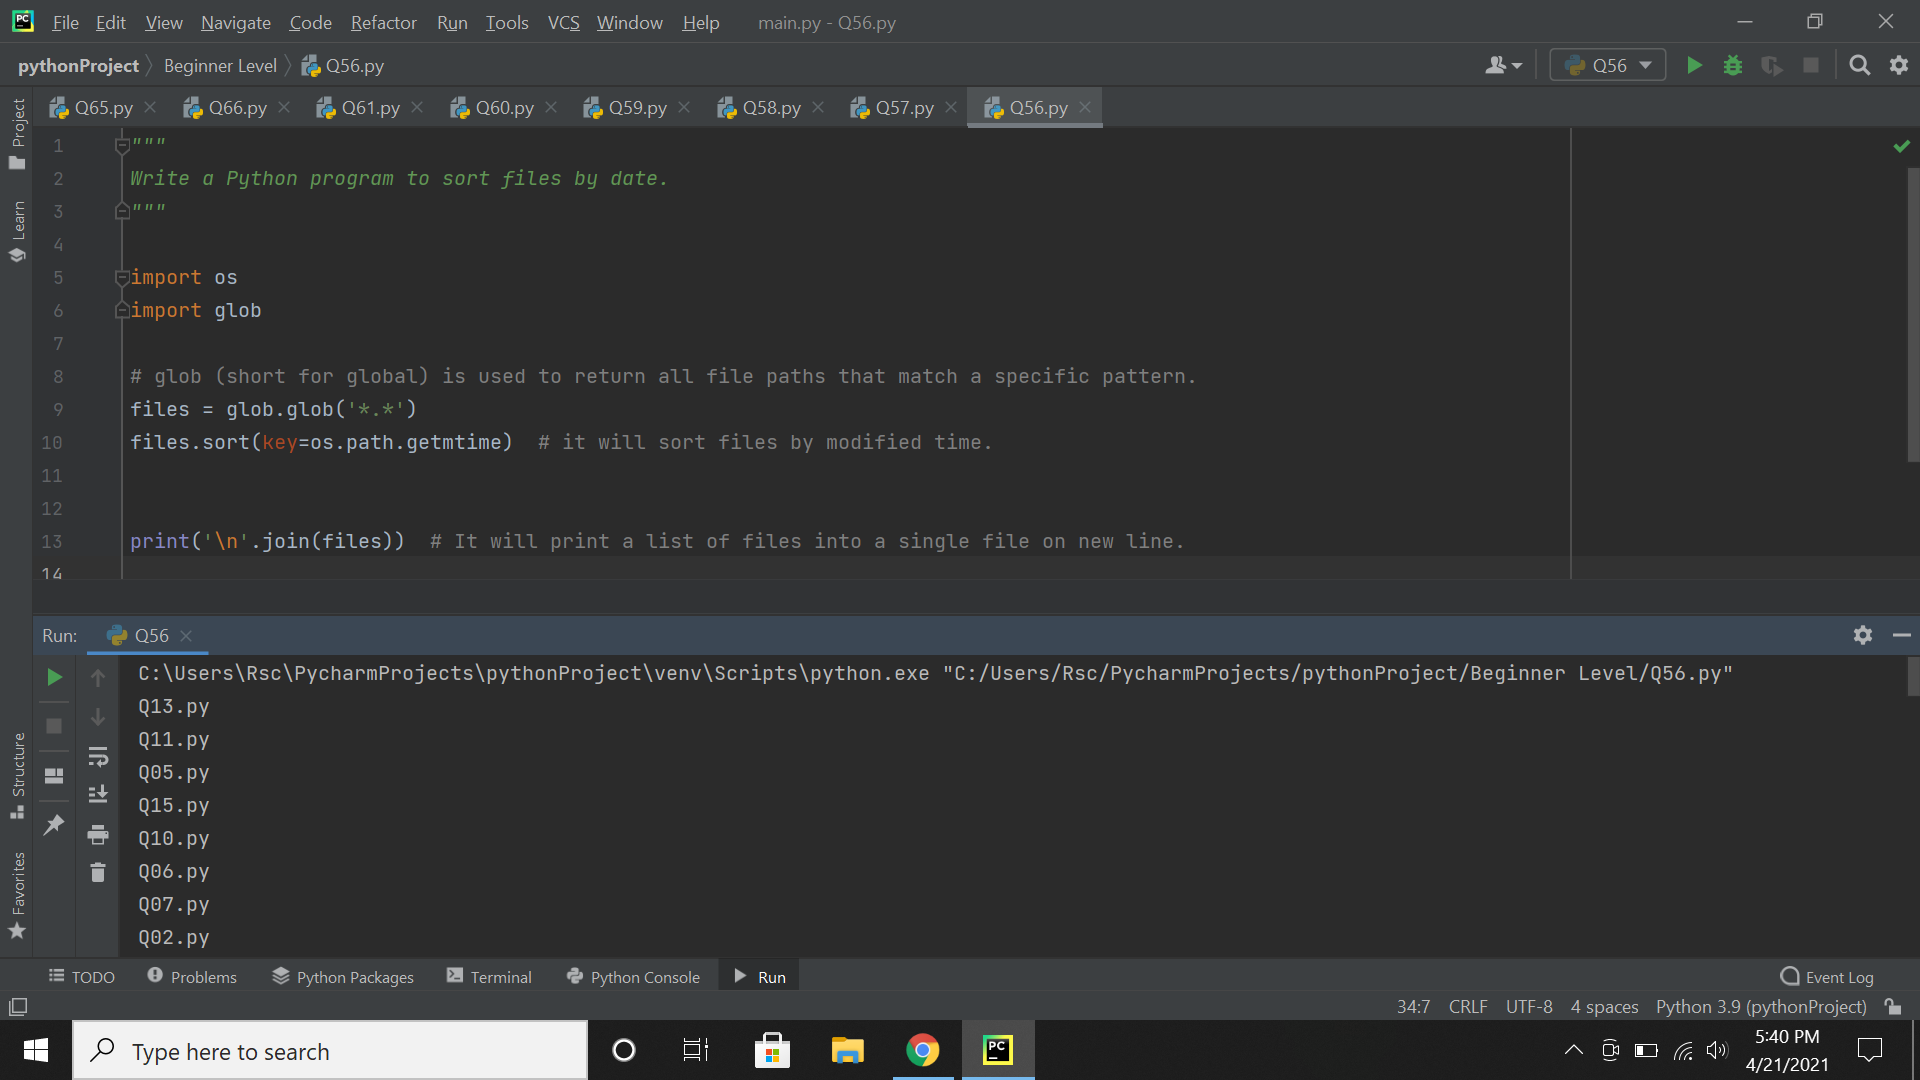 PC File Edit View Navigate Code Refactor Run Tools VCS Window Help main.py - Q56.py
pythonProject Beginner Level Q56.py Q56
Q65.py Q66.py Q61.py Q60.py Q59.py Q58.py Q57.py Q56.py
Project
Learn
Structure
Favorites
1 """
2 Write a Python program to sort files by date.
3 """
4
5 import os
6 import glob
7
8 # glob (short for global) is used to return all file paths that match a specific pattern.
9 files = glob.glob('*.*')
10 files.sort(key=os.path.getmtime)  # it will sort files by modified time.
11
12
13 print('\n'.join(files))  # It will print a list of files into a single file on new line.
14
Run: Q56
C:\Users\Rsc\PycharmProjects\pythonProject\venv\Scripts\python.exe "C:/Users/Rsc/PycharmProjects/pythonProject/Beginner Level/Q56.py"
Q13.py
Q11.py
Q05.py
Q15.py
Q10.py
Q06.py
Q07.py
Q02.py
TODO Problems Python Packages Terminal Python Console Run Event Log
34:7 CRLF UTF-8 4 spaces Python 3.9 (pythonProject)
Type here to search PC 5:40 PM
4/21/2021